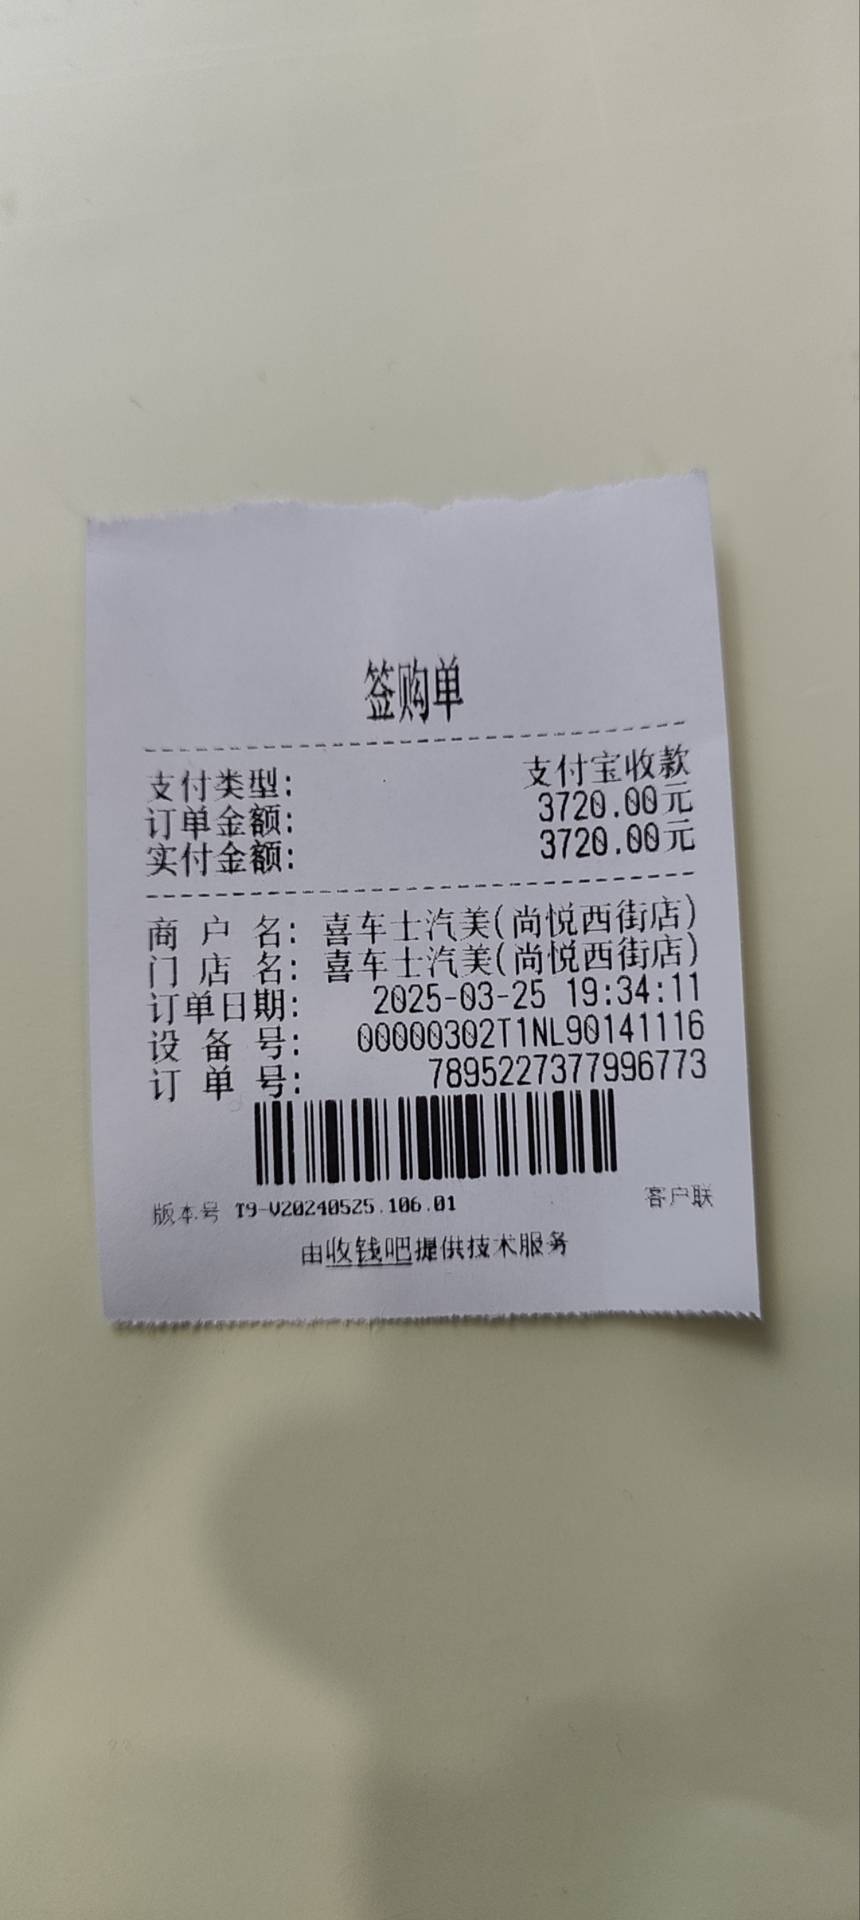 签购单
支付类型: 支付宝收款
订单金额: 3720.00元
实付金额: 3720.00元
商 户 名: 喜车士汽美(尚悦西街店)
门 店 名: 喜车士汽美(尚悦西街店)
订单日期: 2025-03-25 19:34:11
设 备 号: 00000302T1NL90141116
订 单 号: 7895227377996773
版本号 T9-V20240525.106.01 客户联
由收钱吧提供技术服务